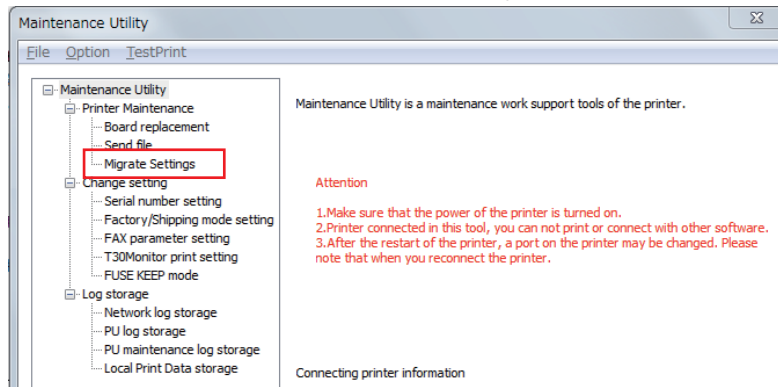 Maintenance Utility
File Option TestPrint
Maintenance Utility
Printer Maintenance
Board replacement
Send file
Migrate Settings
Change setting
Serial number setting
Factory/Shipping mode setting
FAX parameter setting
T30Monitor print setting
FUSE KEEP mode
Log storage
Network log storage
PU log storage
PU maintenance log storage
Local Print Data storage
Maintenance Utility is a maintenance work support tools of the printer.
Attention
1.Make sure that the power of the printer is turned on.
2.Printer connected in this tool, you can not print or connect with other software.
3.After the restart of the printer, a port on the printer may be changed. Please
note that when you reconnect the printer.
Connecting printer information